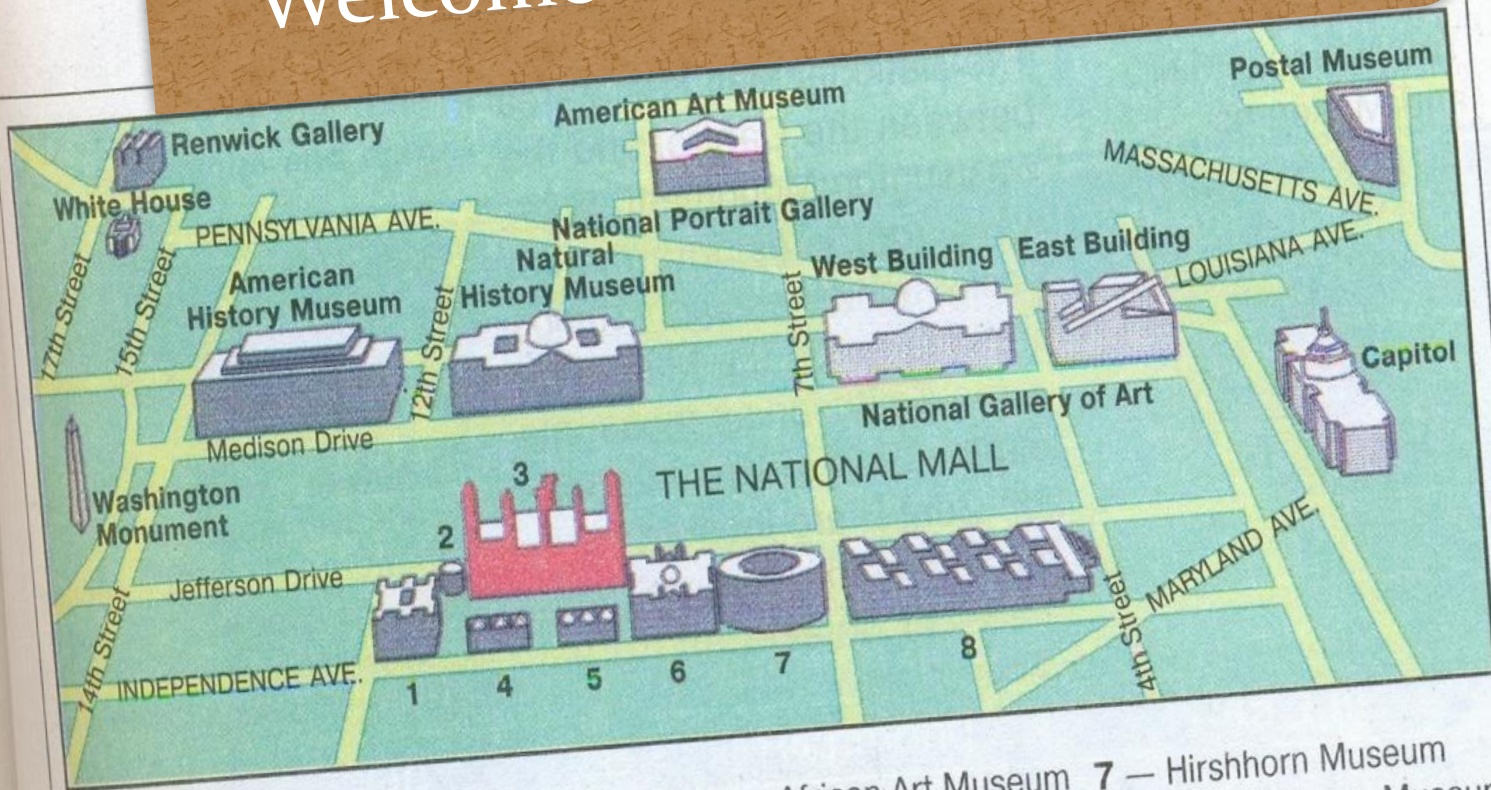 Welcome
Postal Museum
American Art Museum
Renwick Gallery
MASSACHUSETTS AVE.
White House
PENNSYLVANIA AVE.
National Portrait Gallery
LOUISIANA AVE.
West Building
East Building
Natural
History Museum
American
History Museum
17th Street
15th Street
12th Street
7th Street
Capitol
National Gallery of Art
Medison Drive
THE NATIONAL MALL
Washington
Monument
3
2
Jefferson Drive
MARYLAND AVE.
14th Street
4th Street
INDEPENDENCE AVE.
1
4
5
6
7
8
African Art Museum 7 — Hirshhorn Museum